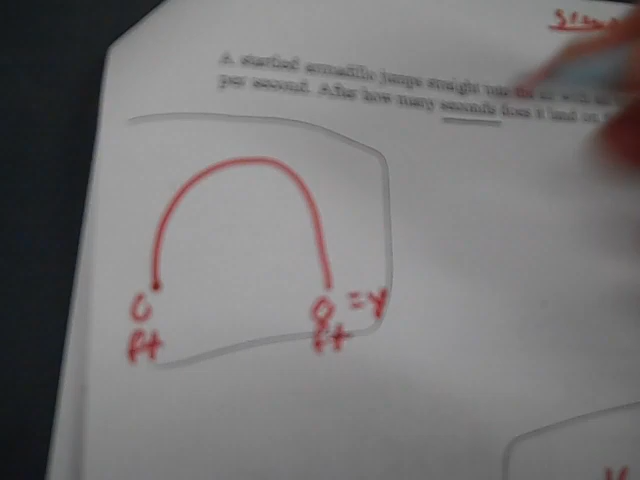 A startled armadillo jumps straight into the air with an
per second. After how many seconds does it land on
0 0 = y
ft ft